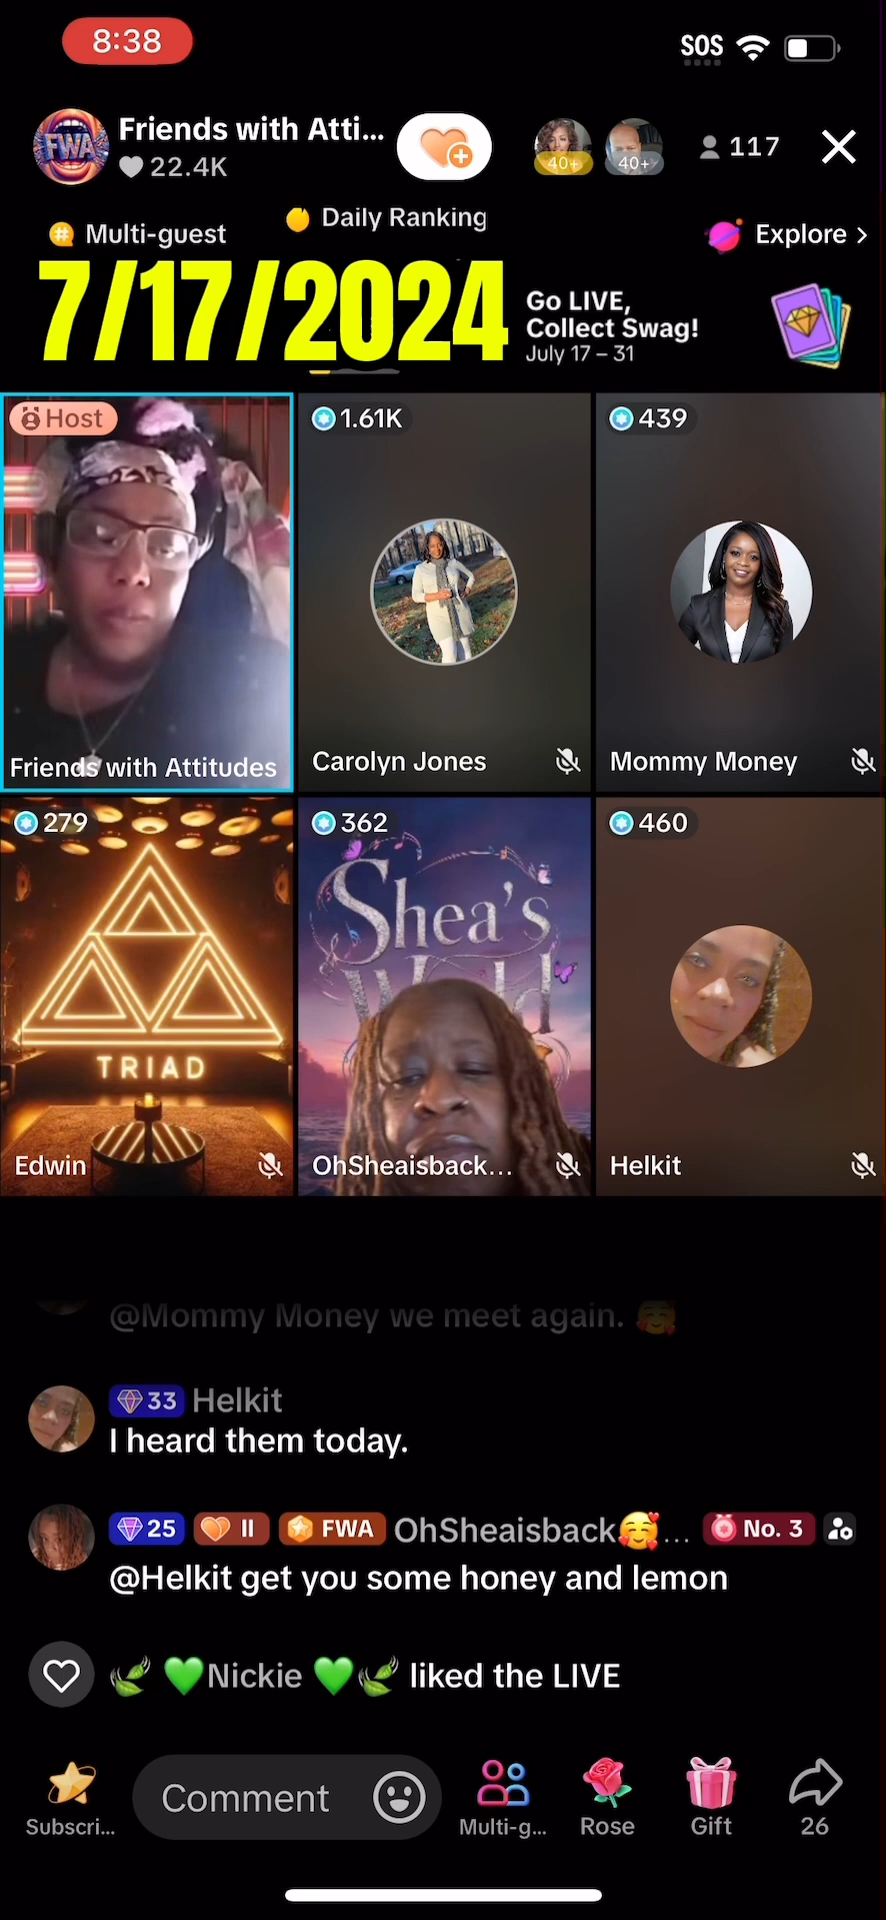 8:38
SOS
FWA
Friends with Atti...
22.4K
40+
40+
117
Multi-guest
Daily Ranking
Explore >
7/17/2024
Go LIVE,
Collect Swag!
July 17 – 31
Host
1.61K
439
Friends with Attitudes
Carolyn Jones
Mommy Money
279
362
460
Shea's
World
TRIAD
Edwin
OhSheaisback...
Helkit
@Mommy Money we meet again. 🥰
33 Helkit
I heard them today.
25 II FWA OhSheaisback🥰... No. 3
@Helkit get you some honey and lemon
🍃 💚Nickie 💚🍃 liked the LIVE
Subscri...
Comment
Multi-g...
Rose
Gift
26